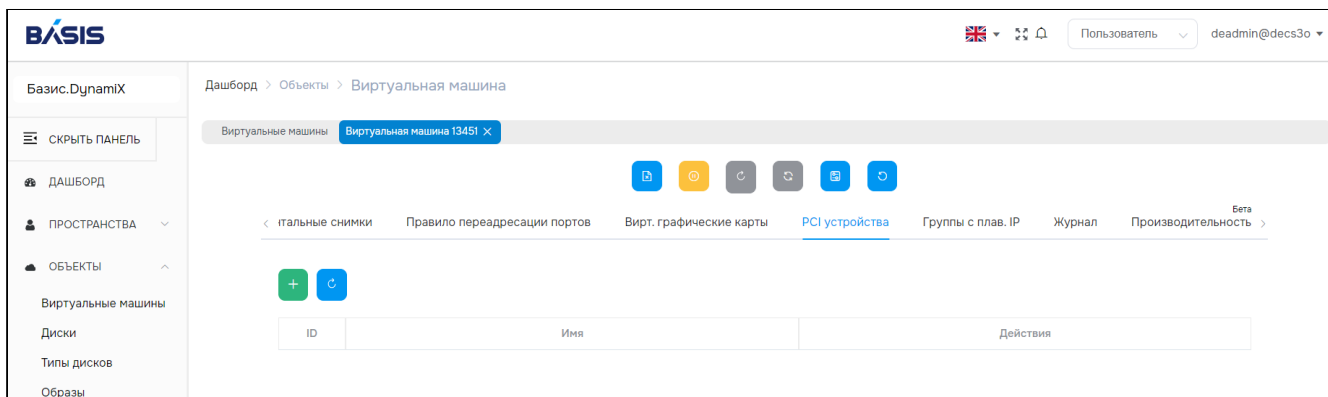 BASIS
Пользователь
deadmin@decs3o
Базис.DynamiX
Дашборд > Объекты > Виртуальная машина
Виртуальные машины
Виртуальная машина 13451
СКРЫТЬ ПАНЕЛЬ
ДАШБОРД
ПРОСТРАНСТВА
ОБЪЕКТЫ
Виртуальные машины
Диски
Типы дисков
Образы
нтальные снимки
Правило переадресации портов
Вирт. графические карты
PCI устройства
Группы с плав. IP
Журнал
Бета
Производительность
ID
Имя
Действия